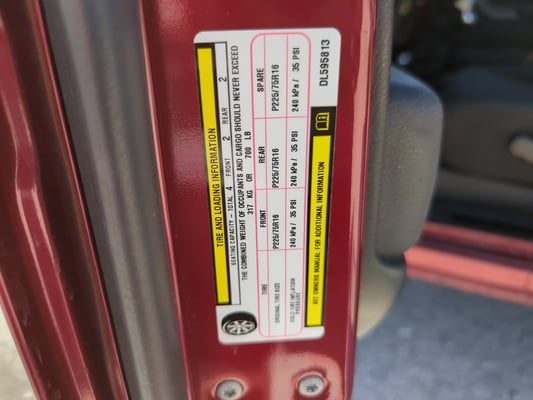 TIRE AND LOADING INFORMATION
SEATING CAPACITY - TOTAL 4 FRONT 2 REAR 2
THE COMBINED WEIGHT OF OCCUPANTS AND CARGO SHOULD NEVER EXCEED
317 KG OR 700 LB
TIRE FRONT REAR SPARE
ORIGINAL TIRE SIZE P225/75R16 P225/75R16 P225/75R16
COLD TIRE INFLATION PRESSURE 240 kPa / 35 PSI 240 kPa / 35 PSI 240 kPa / 35 PSI
SEE OWNERS MANUAL FOR ADDITIONAL INFORMATION
DL595813